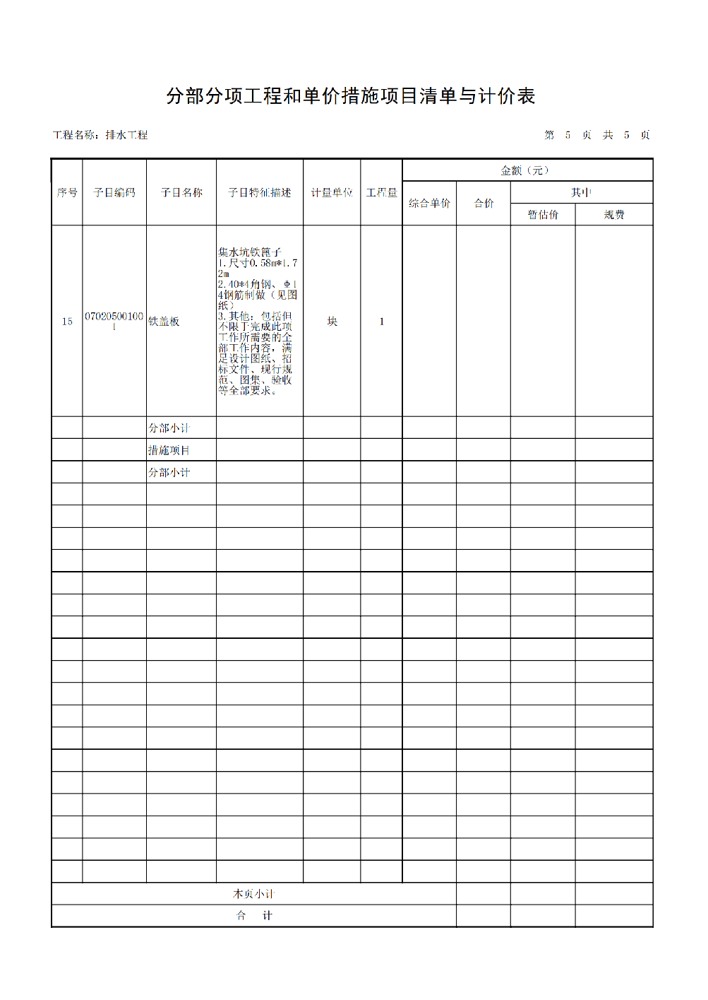 分部分项工程和单价措施项目清单与计价表
工程名称：排水工程
第 5 页 共 5 页
序号
子目编码
子目名称
子目特征描述
计量单位
工程量
金额（元）
综合单价
合价
其中
暂估价
规费
15
07020500100
1
铁盖板
集水坑铁篦子
1.尺寸0.58m*1.7
2m
2.40*4角钢、Φ1
4钢筋制做（见图
纸）
3.其他：包括但
不限于完成此项
工作所需要的全
部工作内容，满
足设计图纸、招
标文件、现行规
范、图集、验收
等全部要求。
块
1
分部小计
措施项目
分部小计
本页小计
合 计